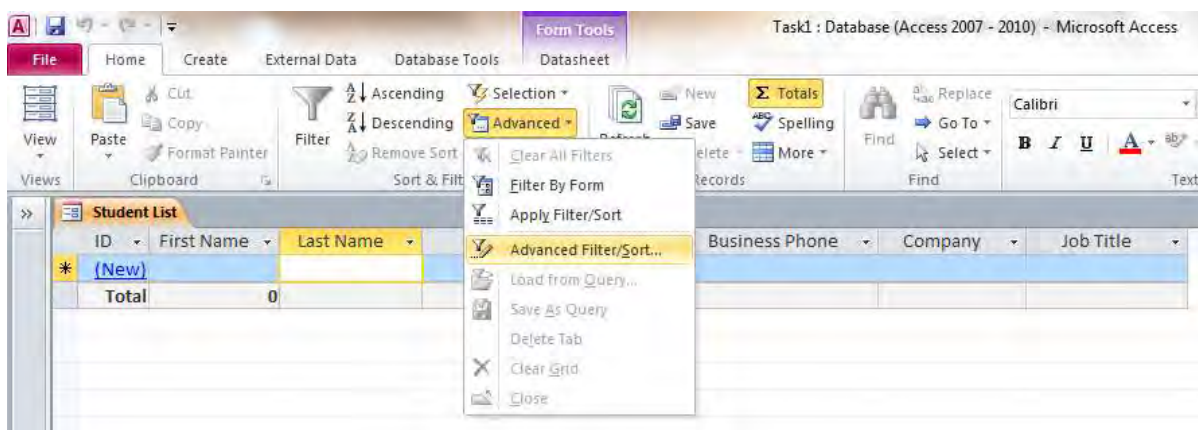 A
Form Tools
Task1 : Database (Access 2007 - 2010) - Microsoft Access
File Home Create External Data Database Tools Datasheet
View
Views
Paste
Cut
Copy
Format Painter
Clipboard
Filter
Ascending
Descending
Remove Sort
Selection
Advanced
Sort & Filt
Clear All Filters
Filter By Form
Apply Filter/Sort
Advanced Filter/Sort...
Load from Query...
Save As Query
Delete Tab
Clear Grid
Close
New
Save
elete
Σ Totals
ABC Spelling
More
Records
Find
Replace
Go To
Select
Find
Calibri
B I U A ab
Text
Student List
ID First Name Last Name Business Phone Company Job Title
* (New)
Total 0